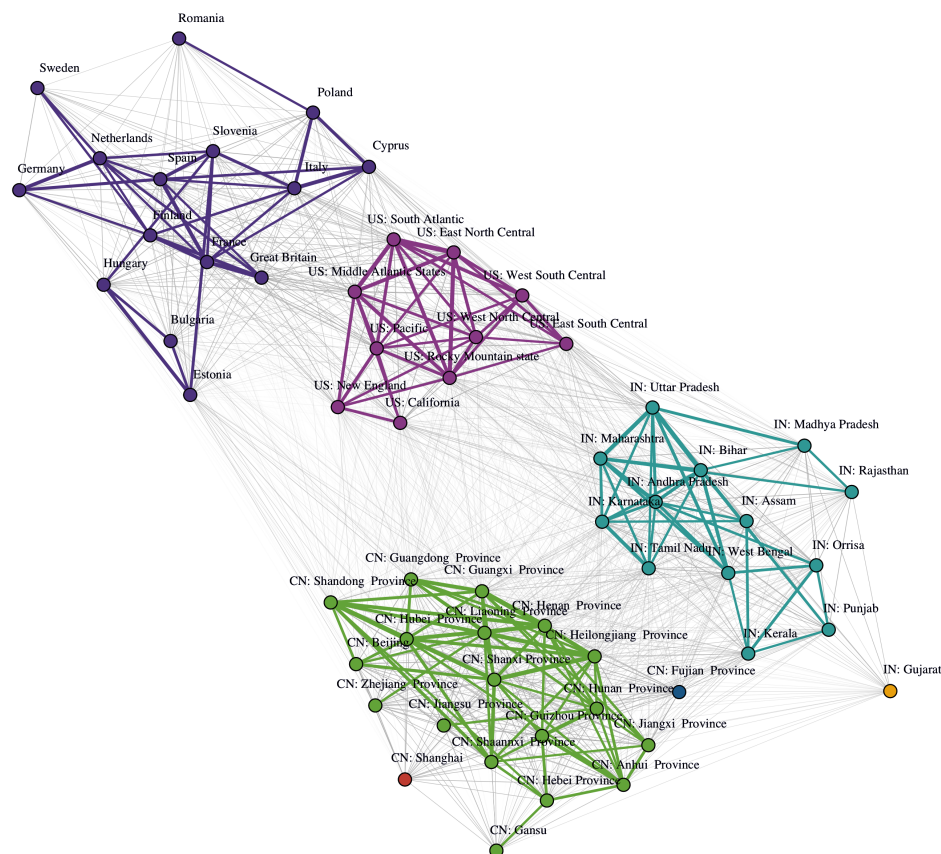 Romania
Sweden
Poland
Slovenia
Netherlands
Cyprus
Spain
Germany
Italy
Finland
France
Great Britain
Hungary
Bulgaria
Estonia
US: South Atlantic
US: East North Central
US: Middle Atlantic States
US: West South Central
US: West North Central
US: East South Central
US: Pacific
US: Rocky Mountain state
US: New England
US: California
IN: Uttar Pradesh
IN: Madhya Pradesh
IN: Maharashtra
IN: Bihar
IN: Rajasthan
IN: Andhra Pradesh
IN: Karnataka
IN: Assam
IN: Tamil Nadu
IN: West Bengal
IN: Orrisa
IN: Punjab
IN: Kerala
IN: Gujarat
CN: Guangdong Province
CN: Guangxi Province
CN: Shandong Province
CN: Henan Province
CN: Liaoning Province
CN: Hubei Province
CN: Heilongjiang Province
CN: Beijing
CN: Shanxi Province
CN: Fujian Province
CN: Zhejiang Province
CN: Hunan Province
CN: Jiangsu Province
CN: Guizhou Province
CN: Jiangxi Province
CN: Shaannxi Province
CN: Shanghai
CN: Anhui Province
CN: Hebei Province
CN: Gansu